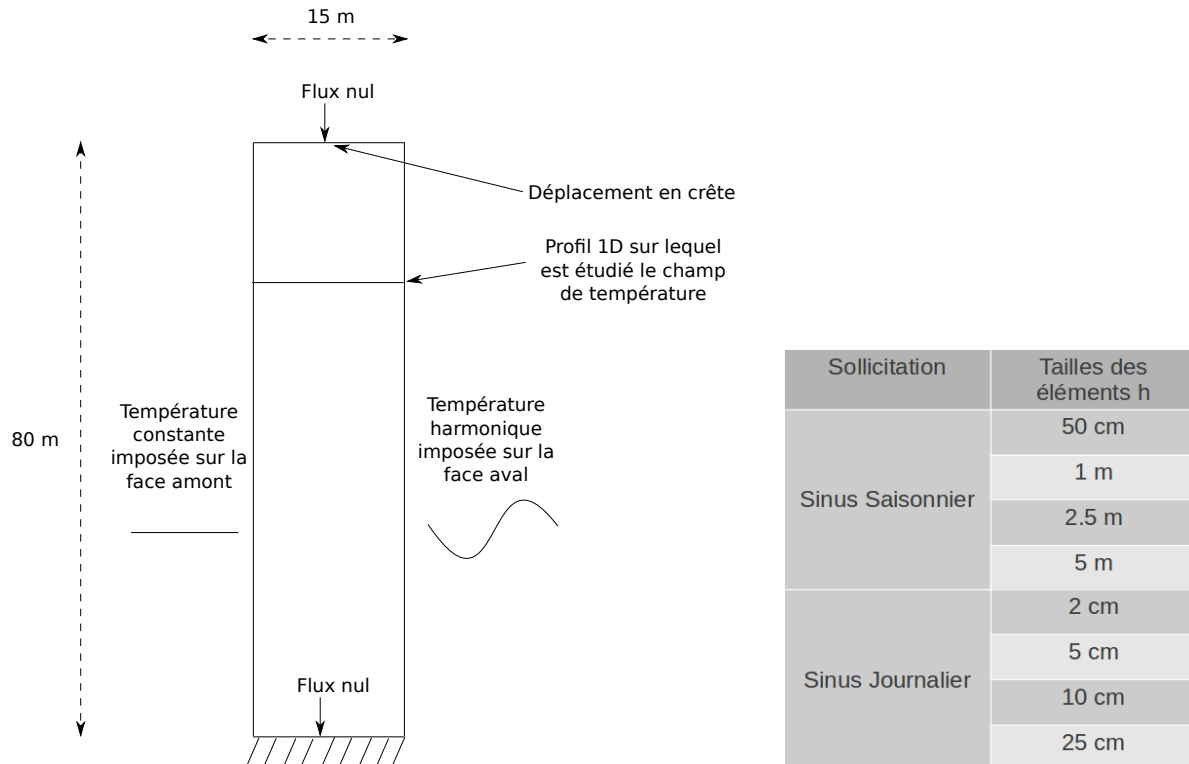 15 m
Flux nul
Déplacement en crête
Profil 1D sur lequel
est étudié le champ
de température
80 m
Température
constante
imposée sur la
face amont
Température
harmonique
imposée sur la
face aval
Flux nul
Sollicitation
Tailles des
éléments h
Sinus Saisonnier
50 cm
1 m
2.5 m
5 m
Sinus Journalier
2 cm
5 cm
10 cm
25 cm